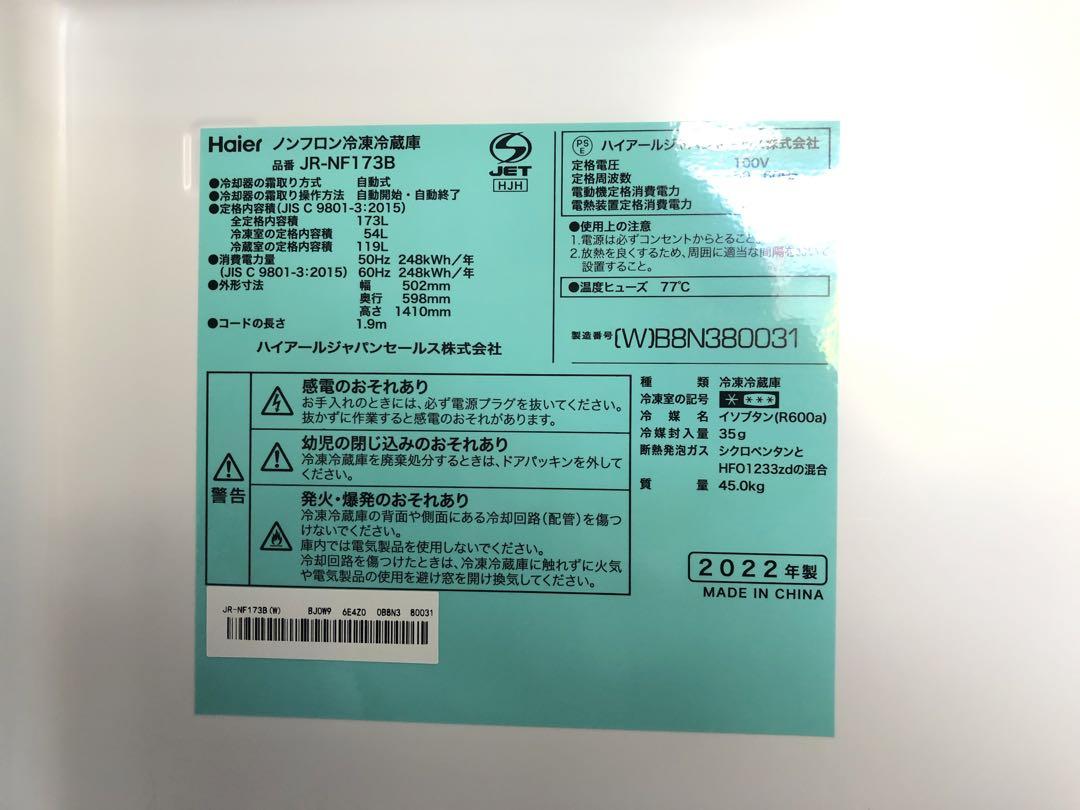 Haier ノンフロン冷凍冷蔵庫
品番 JR-NF173B
JET
HJH
●冷却器の霜取り方式 自動式
●冷却器の霜取り操作方法 自動開始・自動終了
●定格内容積(JIS C 9801-3:2015)
全定格内容積 173L
冷凍室の定格内容積 54L
冷蔵室の定格内容積 119L
●消費電力量 50Hz 248kWh/年
(JIS C 9801-3:2015) 60Hz 248kWh/年
●外形寸法 幅 502mm
奥行 598mm
高さ 1410mm
●コードの長さ 1.9m
ハイアールジャパンセールス株式会社
PSE ハイアールジャパンセールス株式会社
定格電圧 100V
定格周波数
電動機定格消費電力
電熱装置定格消費電力
●使用上の注意
1.電源は必ずコンセントからとること。
2.放熱を良くするため、周囲に適当な間隔をおいて
設置すること。
●温度ヒューズ 77℃
製造番号 (W)B8N380031
警告
感電のおそれあり
お手入れのときには、必ず電源プラグを抜いてください。
抜かずに作業すると感電のおそれがあります。
幼児の閉じ込みのおそれあり
冷凍冷蔵庫を廃棄処分するときは、ドアパッキンを外して
ください。
発火・爆発のおそれあり
冷凍冷蔵庫の背面や側面にある冷却回路(配管)を傷つ
けないでください。
庫内では電気製品を使用しないでください。
冷却回路を傷つけたときは、冷凍冷蔵庫に触れずに火気
や電気製品の使用を避け窓を開け換気してください。
種類 冷凍冷蔵庫
冷凍室の記号
冷媒名 イソブタン(R600a)
冷媒封入量 35g
断熱発泡ガス シクロペンタンと
HFO1233zdの混合
質量 45.0kg
2022年製
MADE IN CHINA
JR-NF173B(W) BJ0W9 6E4Z0 0B8N3 80031